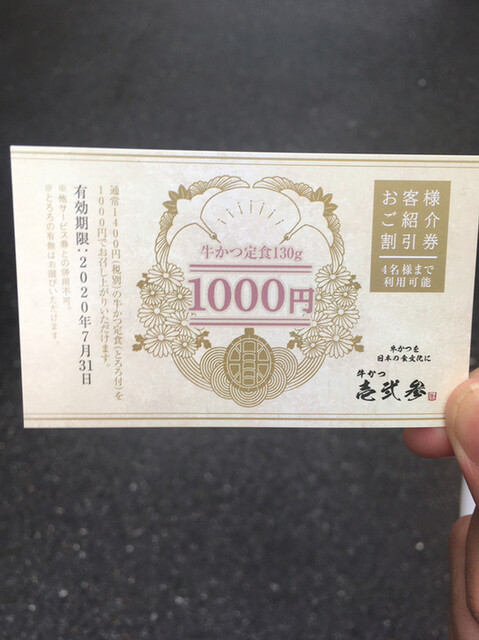 お客様
ご紹介
割引券
4名様まで
利用可能
牛かつ定食130g
1000円
通常1400円(税別)の牛かつ定食(とろろ付)を
1000円でお召し上がりいただけます。
有効期限:2020年7月31日
※他サービス券との併用不可。
※とろろの有無はお選びいただけます。
牛かつを
日本の食文化に
牛かつ
壱弐参